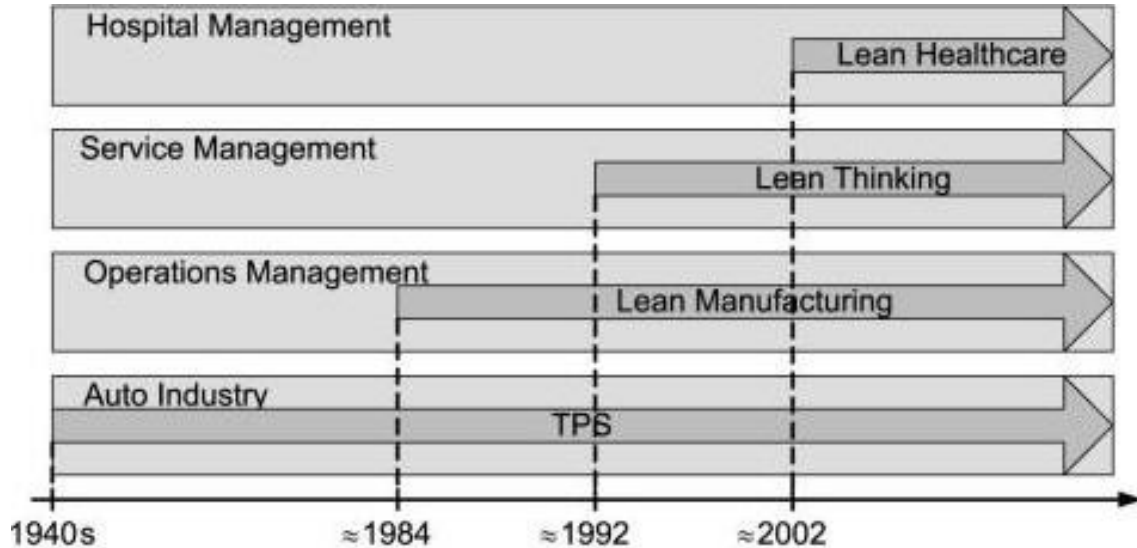 Hospital Management
Lean Healthcare
Service Management
Lean Thinking
Operations Management
Lean Manufacturing
Auto Industry
TPS
1940s ≈1984 ≈1992 ≈2002